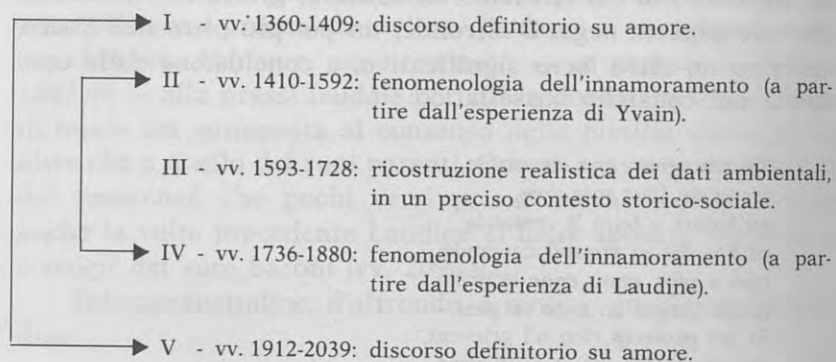 I - vv. 1360-1409: discorso definitorio su amore.
II - vv. 1410-1592: fenomenologia dell'innamoramento (a par-
tire dall'esperienza di Yvain).
III - vv. 1593-1728: ricostruzione realistica dei dati ambientali,
in un preciso contesto storico-sociale.
IV - vv. 1736-1880: fenomenologia dell'innamoramento (a par-
tire dall'esperienza di Laudine).
V - vv. 1912-2039: discorso definitorio su amore.